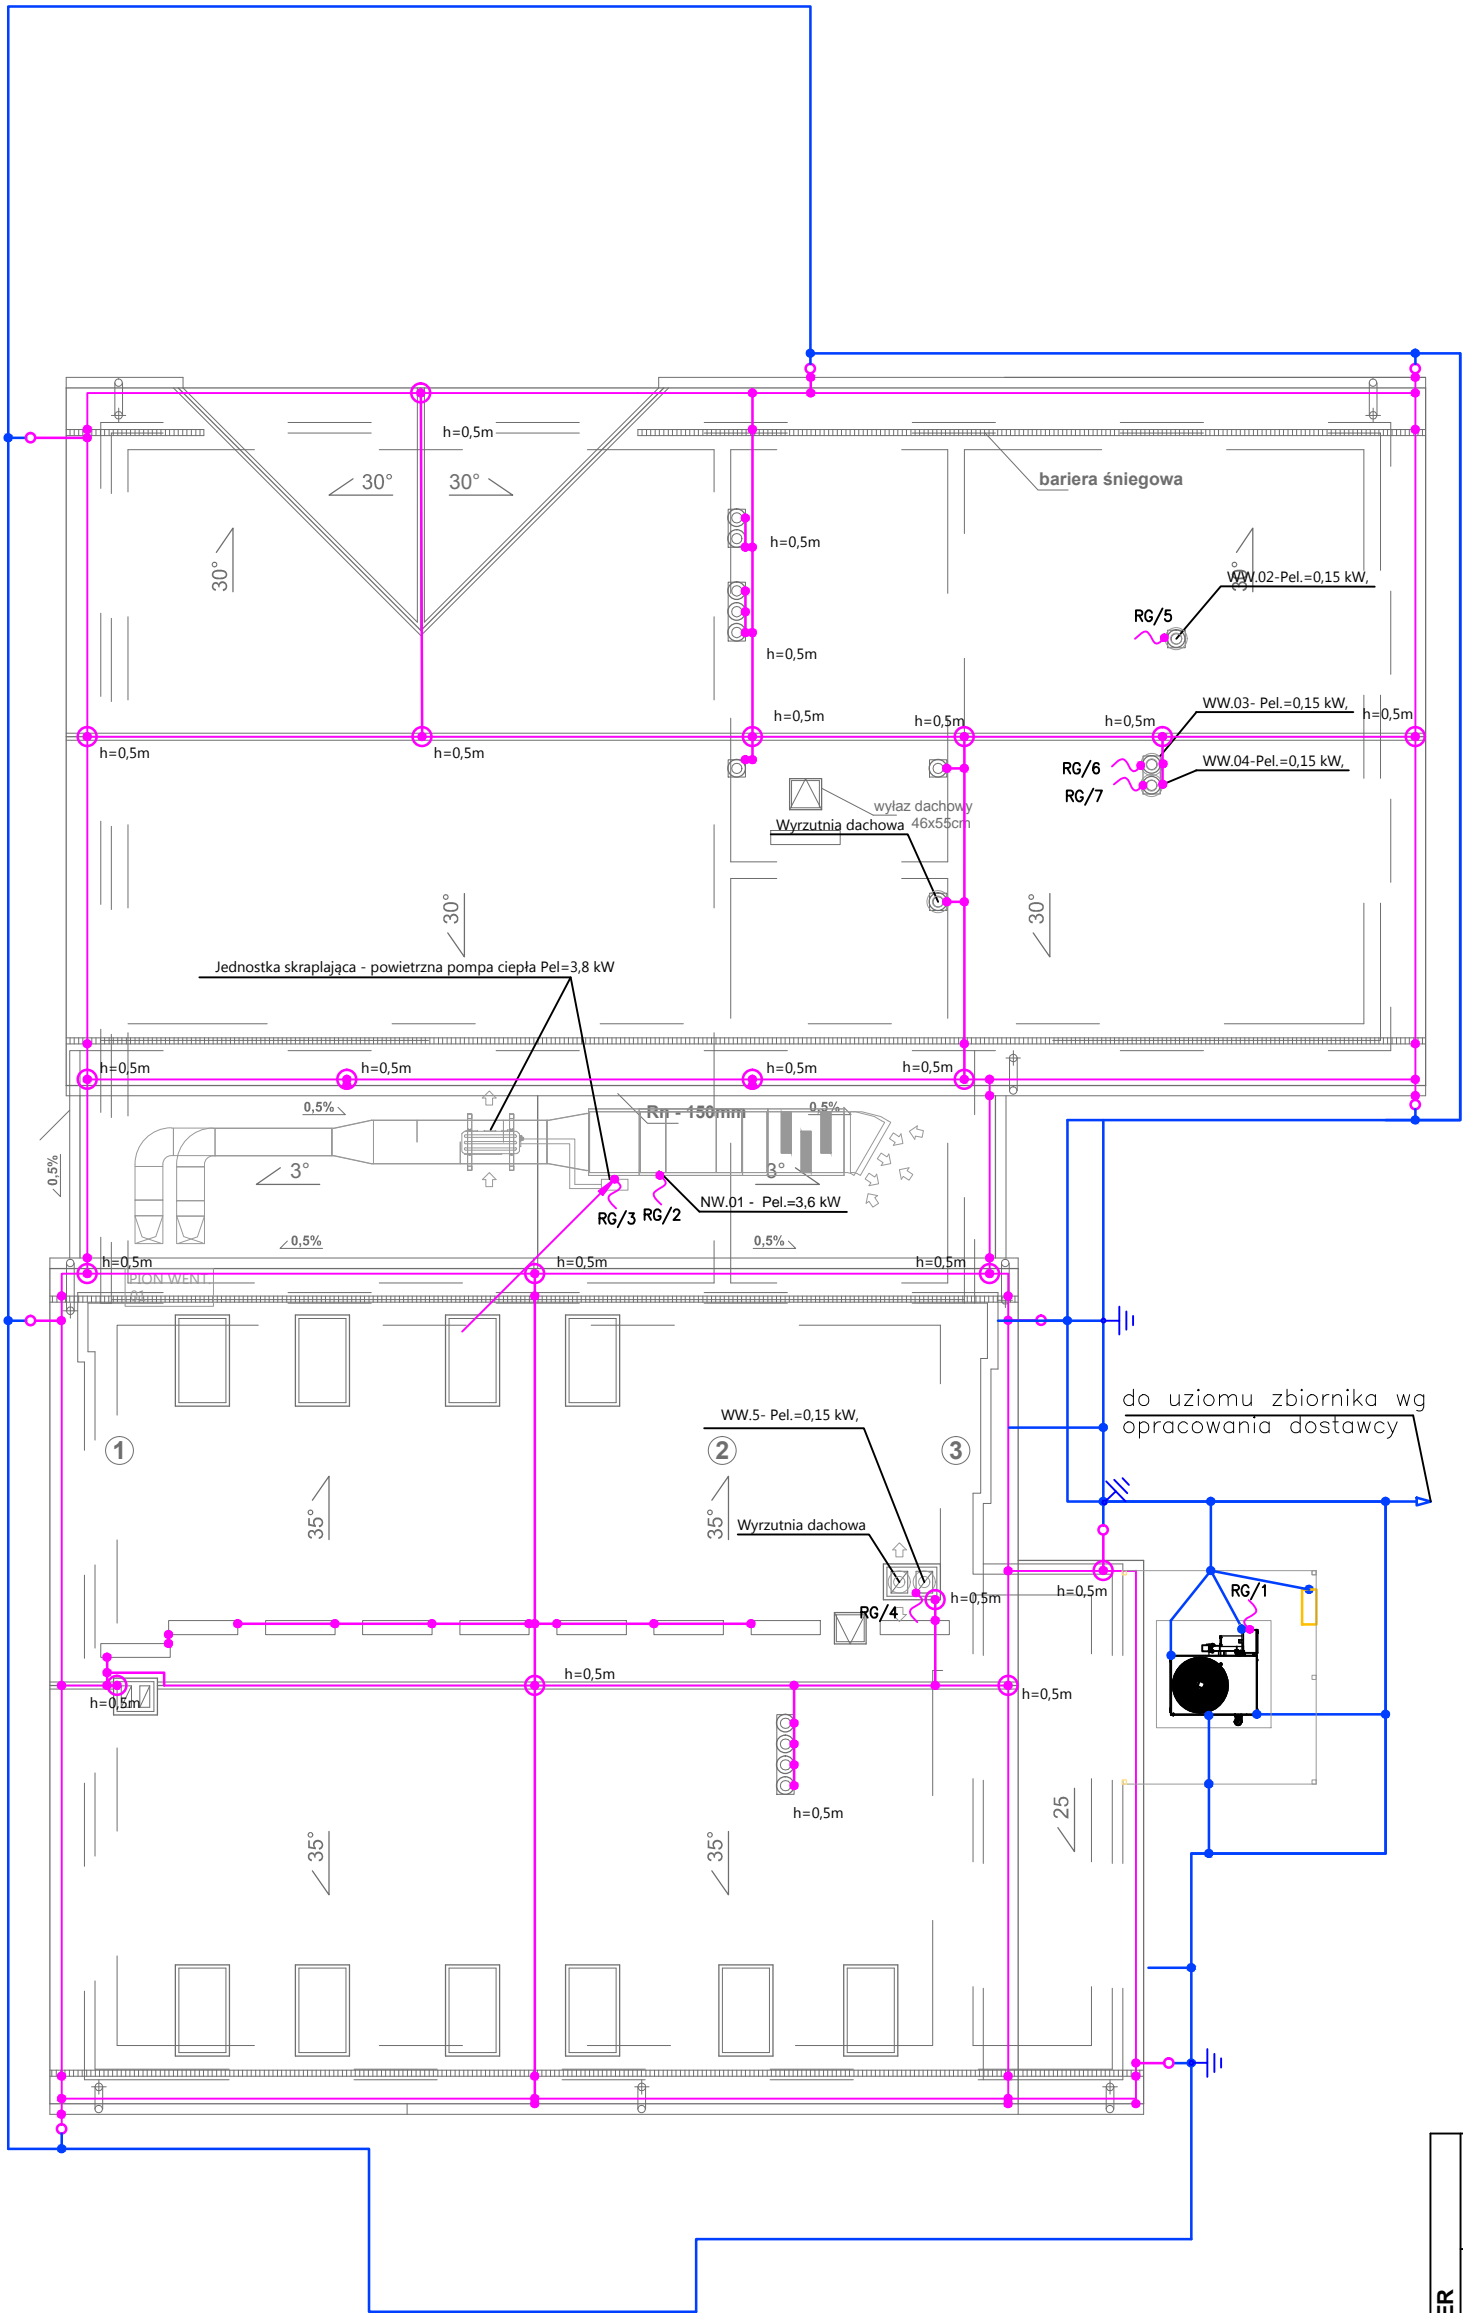 h=0,5m
30°
30°
bariera śniegowa
30°
h=0,5m
30°
WW.02-Pel.=0,15 kW,
RG/5
h=0,5m
WW.03- Pel.=0,15 kW,
h=0,5m
h=0,5m
h=0,5m
h=0,5m
h=0,5m
h=0,5m
RG/6
WW.04-Pel.=0,15 kW,
RG/7
wyłaz dachowy
46x55cm
Wyrzutnia dachowa
30°
30°
Jednostka skraplająca - powietrzna pompa ciepła Pel=3,8 kW
h=0,5m
h=0,5m
h=0,5m
h=0,5m
0,5%
Rn - 150mm
0,5%
0,5%
3°
3°
NW.01 - Pel.=3,6 kW
RG/3
RG/2
0,5%
0,5%
h=0,5m
h=0,5m
h=0,5m
PION WENT.
01
do uziomu zbiornika wg
opracowania dostawcy
WW.5- Pel.=0,15 kW,
1
2
3
35°
35°
Wyrzutnia dachowa
RG/1
h=0,5m
h=0,5m
RG/4
h=0,5m
h=0,5m
h=0,5m
h=0,5m
25
35°
35°